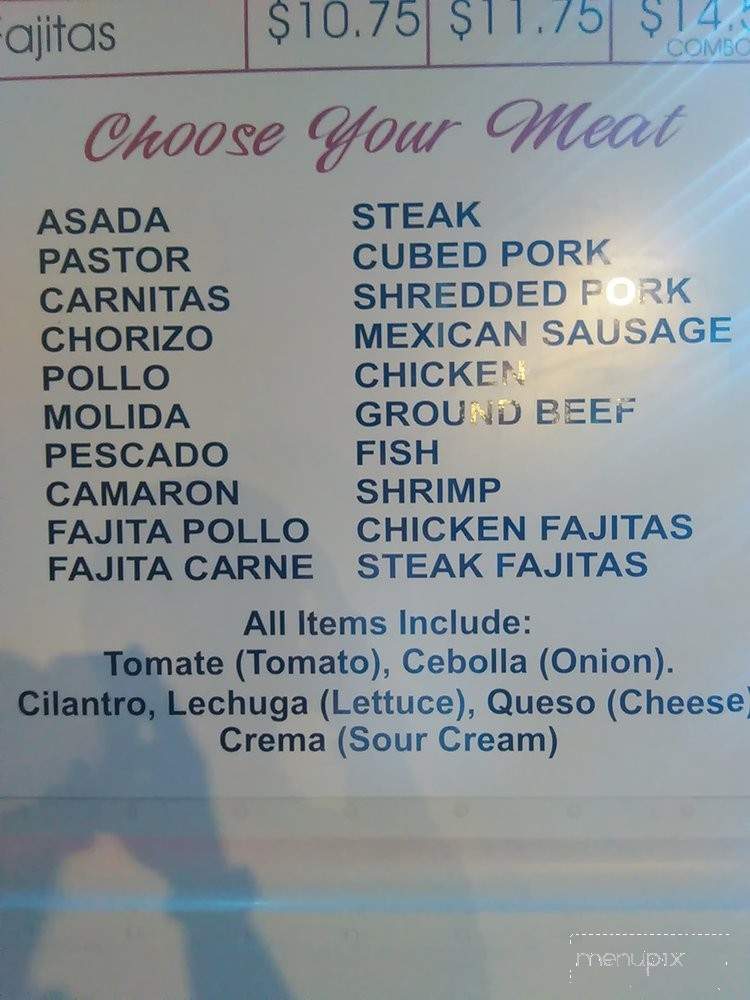 Fajitas $10.75 $11.75
COMBO
Choose Your Meat
ASADA STEAK
PASTOR CUBED PORK
CARNITAS SHREDDED PORK
CHORIZO MEXICAN SAUSAGE
POLLO CHICKEN
MOLIDA GROUND BEEF
PESCADO FISH
CAMARON SHRIMP
FAJITA POLLO CHICKEN FAJITAS
FAJITA CARNE STEAK FAJITAS
All Items Include:
Tomate (Tomato), Cebolla (Onion).
Cilantro, Lechuga (Lettuce), Queso (Cheese)
Crema (Sour Cream)
menupix